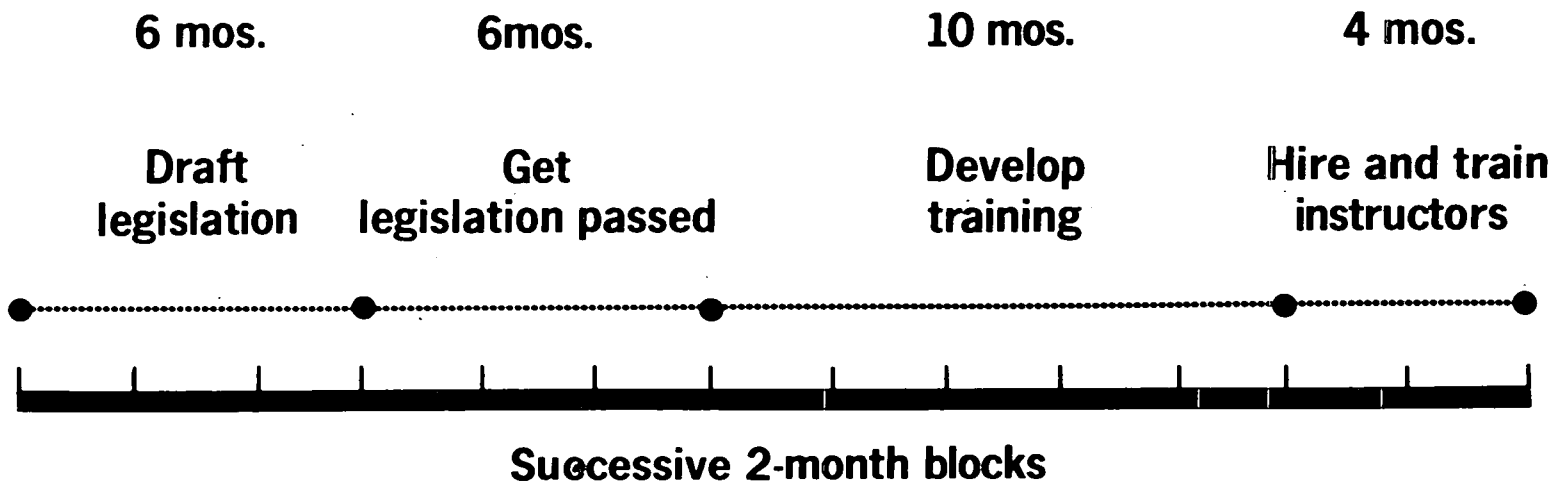 6 mos. 6mos. 10 mos. 4 mos.
Draft
legislation
Get
legislation passed
Develop
training
Hire and train
instructors
Successive 2-month blocks